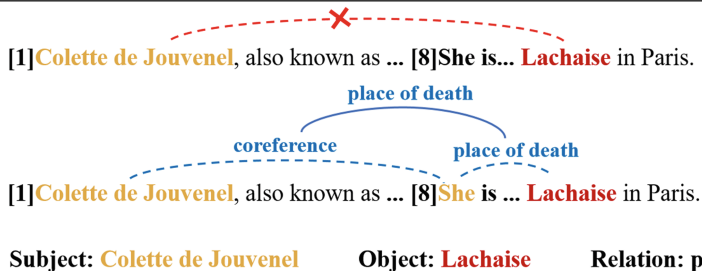 [1]Colette de Jouvenel, also known as ... [8]She is... Lachaise in Paris.
place of death
coreference place of death
[1]Colette de Jouvenel, also known as ... [8]She is ... Lachaise in Paris.
Subject: Colette de Jouvenel Object: Lachaise Relation: p